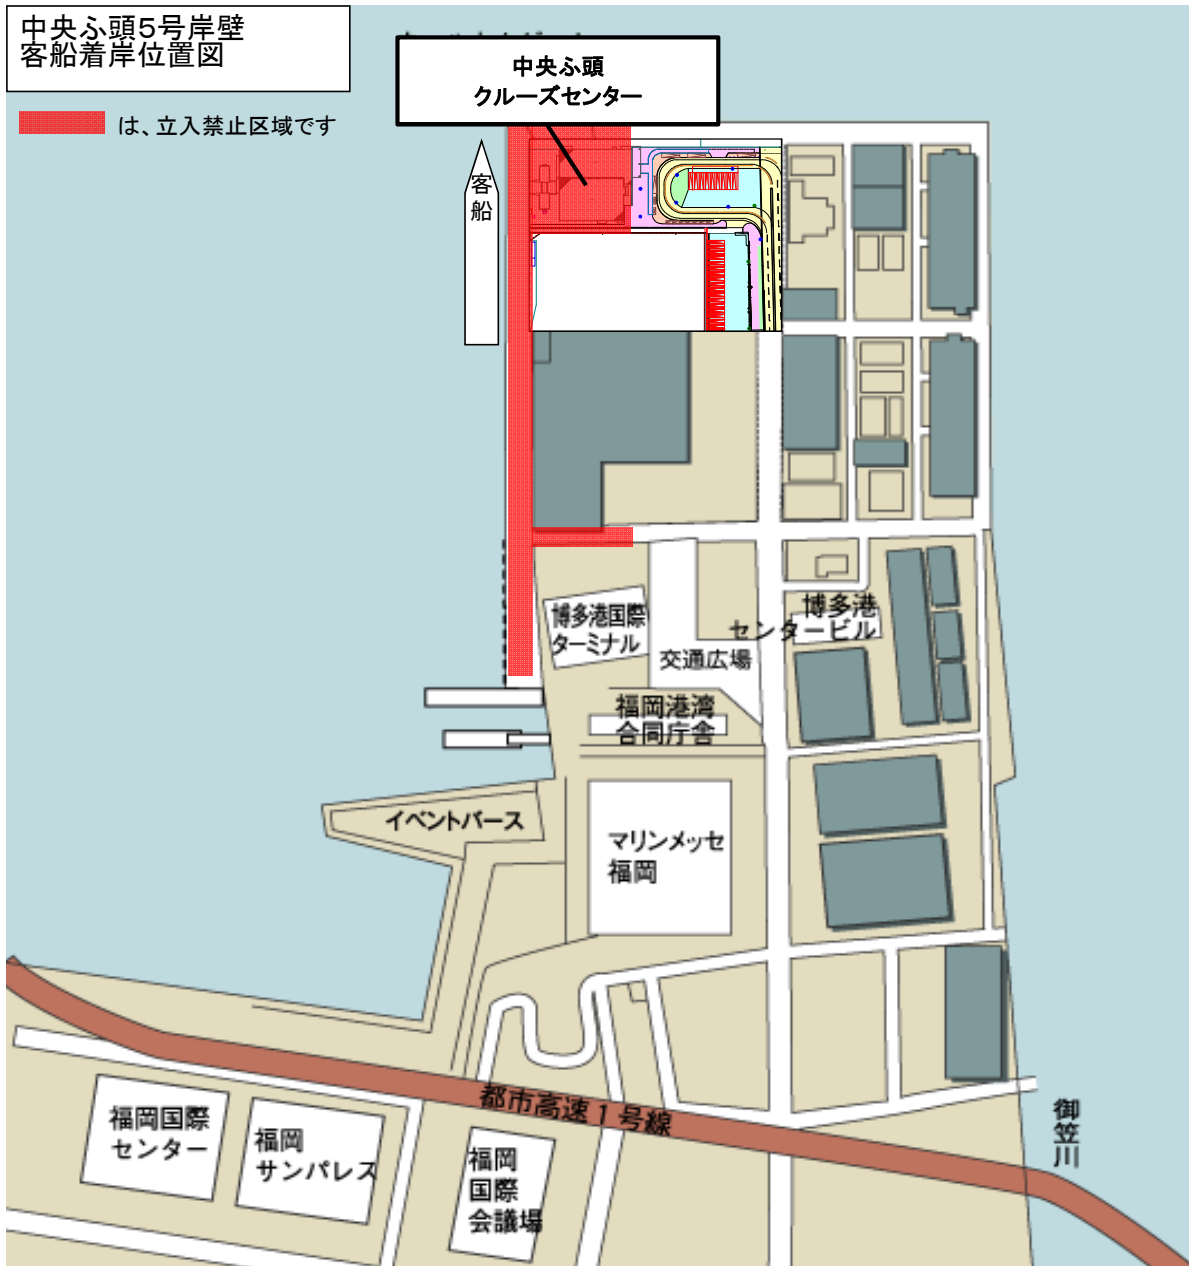 中央ふ頭5号岸壁
客船着岸位置図
は、立入禁止区域です
中央ふ頭
クルーズセンター
客船
博多港国際
ターミナル
博多港
センタービル
交通広場
福岡港湾
合同庁舎
イベントバース
マリンメッセ
福岡
都市高速1号線
福岡国際
センター
福岡
サンパレス
福岡
国際
会議場
御笠川